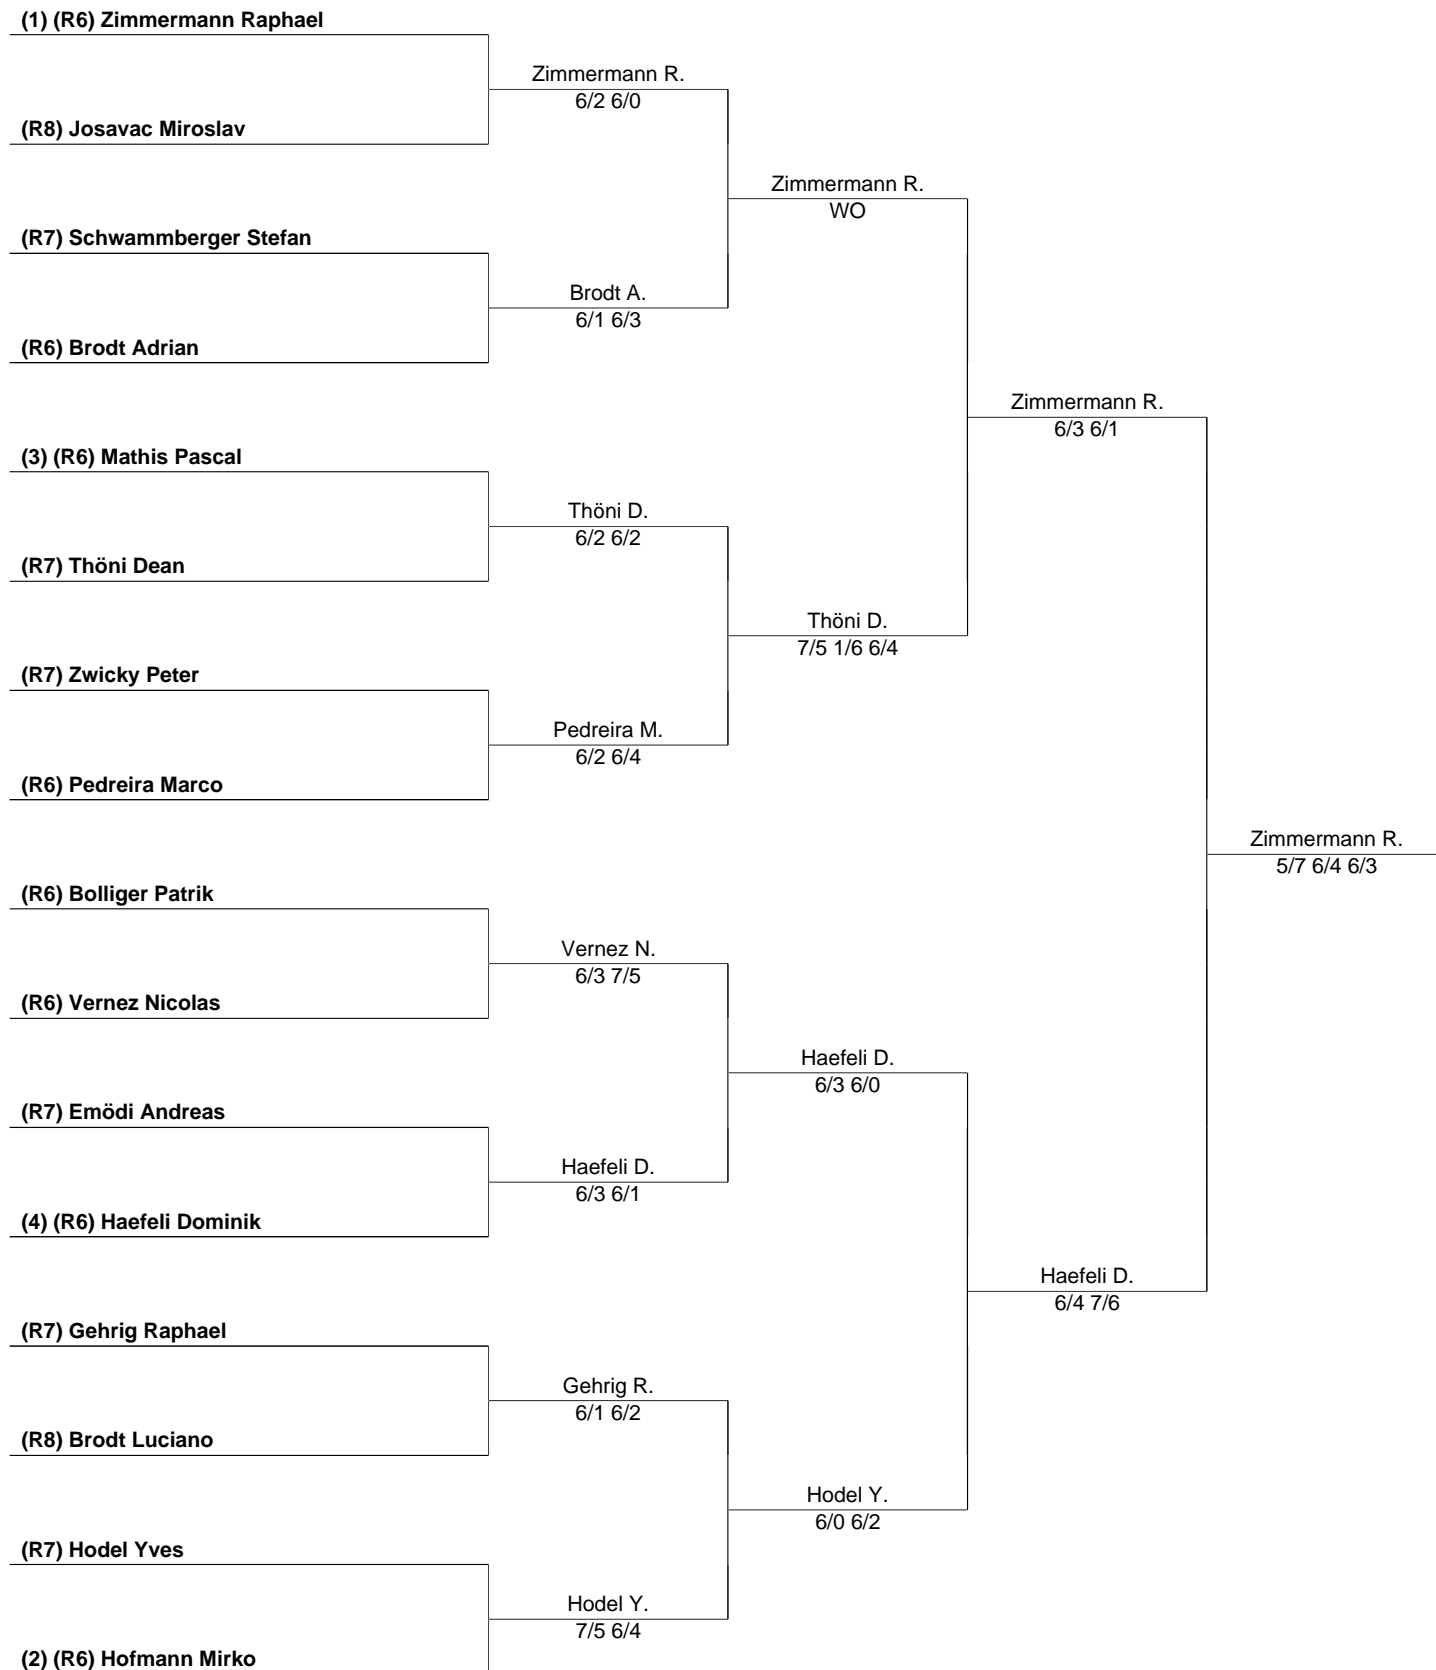 (1) (R6) Zimmermann Raphael
Zimmermann R.
6/2 6/0
(R8) Josavac Miroslav
Zimmermann R.
WO
(R7) Schwammberger Stefan
Brodt A.
6/1 6/3
(R6) Brodt Adrian
Zimmermann R.
6/3 6/1
(3) (R6) Mathis Pascal
Thöni D.
6/2 6/2
(R7) Thöni Dean
Thöni D.
7/5 1/6 6/4
(R7) Zwicky Peter
Pedreira M.
6/2 6/4
(R6) Pedreira Marco
Zimmermann R.
5/7 6/4 6/3
(R6) Bolliger Patrik
Vernez N.
6/3 7/5
(R6) Vernez Nicolas
Haefeli D.
6/3 6/0
(R7) Emödi Andreas
Haefeli D.
6/3 6/1
(4) (R6) Haefeli Dominik
Haefeli D.
6/4 7/6
(R7) Gehrig Raphael
Gehrig R.
6/1 6/2
(R8) Brodt Luciano
Hodel Y.
6/0 6/2
(R7) Hodel Yves
Hodel Y.
7/5 6/4
(2) (R6) Hofmann Mirko